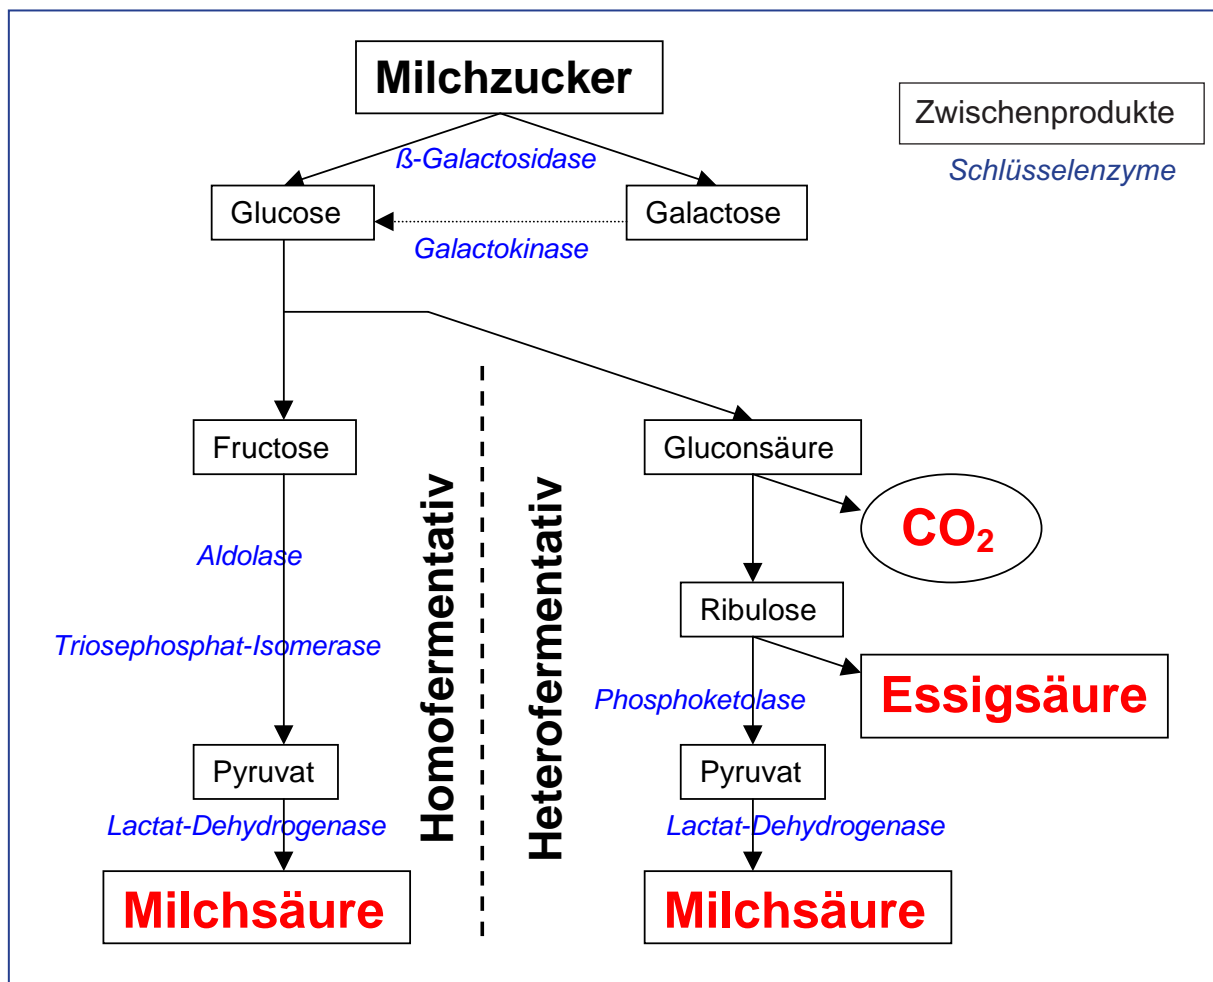 Milchzucker
Zwischenprodukte
ß-Galactosidase
Schlüsselenzyme
Glucose
Galactose
Galactokinase
Fructose
Gluconsäure
CO₂
Aldolase
Ribulose
Triosephosphat-Isomerase
Homofermentativ
Heterofermentativ
Essigsäure
Phosphoketolase
Pyruvat
Pyruvat
Lactat-Dehydrogenase
Lactat-Dehydrogenase
Milchsäure
Milchsäure